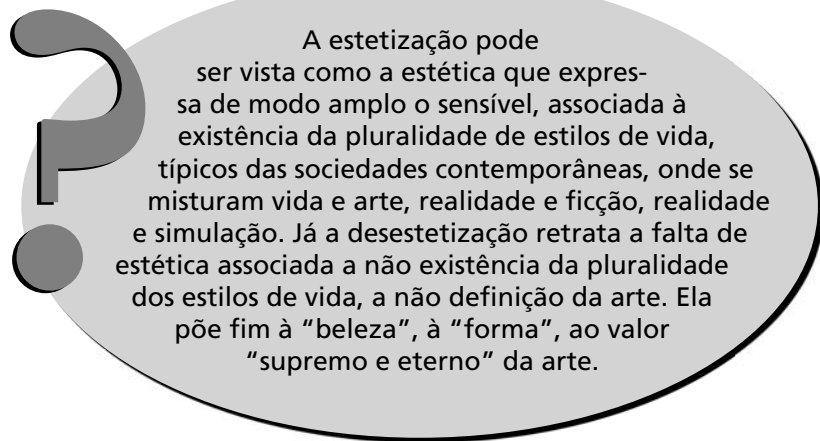 ?
A estetização pode
ser vista como a estética que expres-
sa de modo amplo o sensível, associada à
existência da pluralidade de estilos de vida,
típicos das sociedades contemporâneas, onde se
misturam vida e arte, realidade e ficção, realidade
e simulação. Já a desestetização retrata a falta de
estética associada a não existência da pluralidade
dos estilos de vida, a não definição da arte. Ela
põe fim à “beleza”, à “forma”, ao valor
“supremo e eterno” da arte.